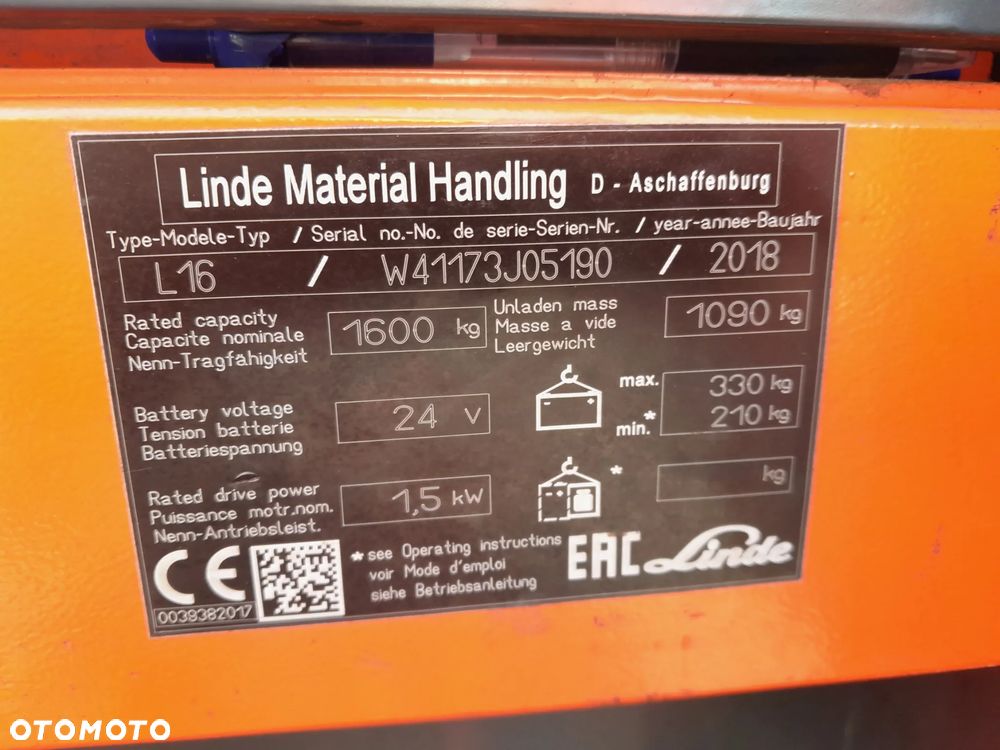 Linde Material Handling D - Aschaffenburg
Type-Modele-Typ / Serial no.-No. de serie-Serien-Nr. / year-annee-Baujahr
L16 / W41173J05190 / 2018
Rated capacity
Capacite nominale
Nenn-Tragfähigkeit
1600 kg
Unladen mass
Masse a vide
Leergewicht
1090 kg
Battery voltage
Tension batterie
Batteriespannung
24 V
max. 330 kg
min.* 210 kg
Rated drive power
Puissance motr.nom.
Nenn-Antriebsleist.
1,5 kW
* kg
CE
0039382017
*see Operating instructions
voir Mode d'emploi
siehe Betriebsanleitung
EAC Linde
OTOMOTO